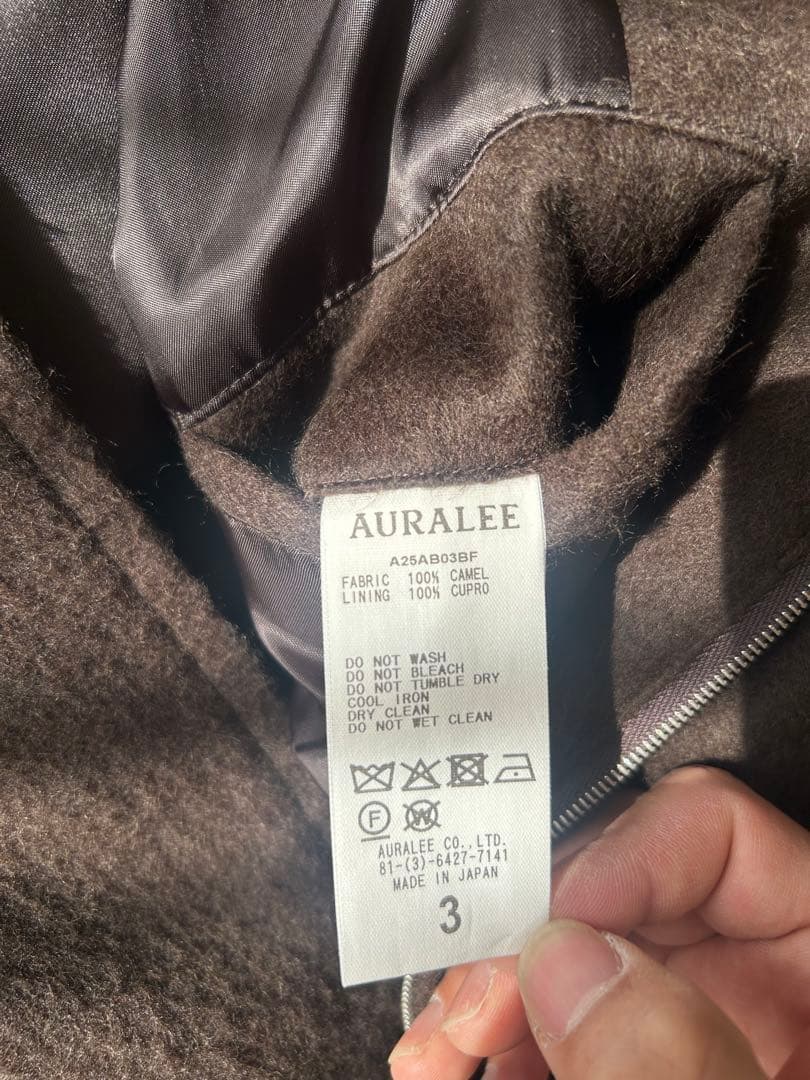 AURALEE
A25AB03BF
FABRIC 100% CAMEL
LINING 100% CUPRO
DO NOT WASH
DO NOT BLEACH
DO NOT TUMBLE DRY
COOL IRON
DRY CLEAN
DO NOT WET CLEAN
F W
AURALEE CO.,LTD.
81-(3)-6427-7141
MADE IN JAPAN
3